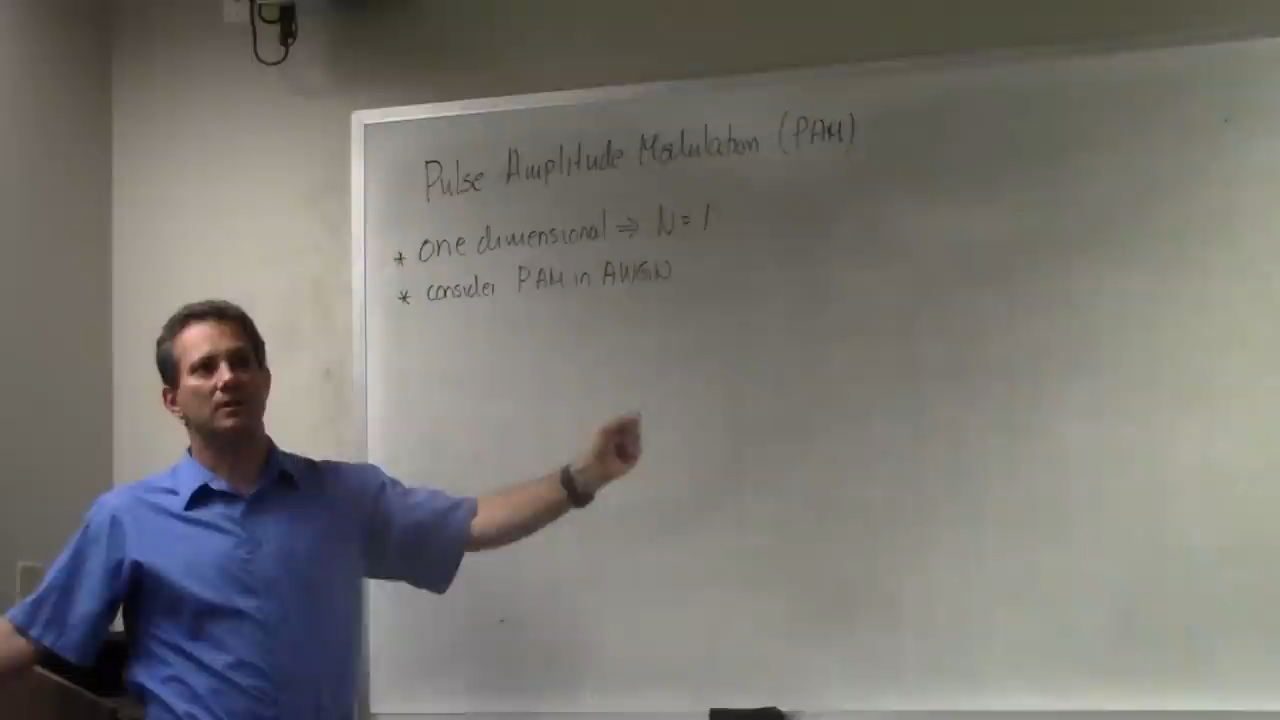 Pulse Amplitude Modulation (PAM)
* one dimensional ⇒ N = 1
* consider PAM in AWGN